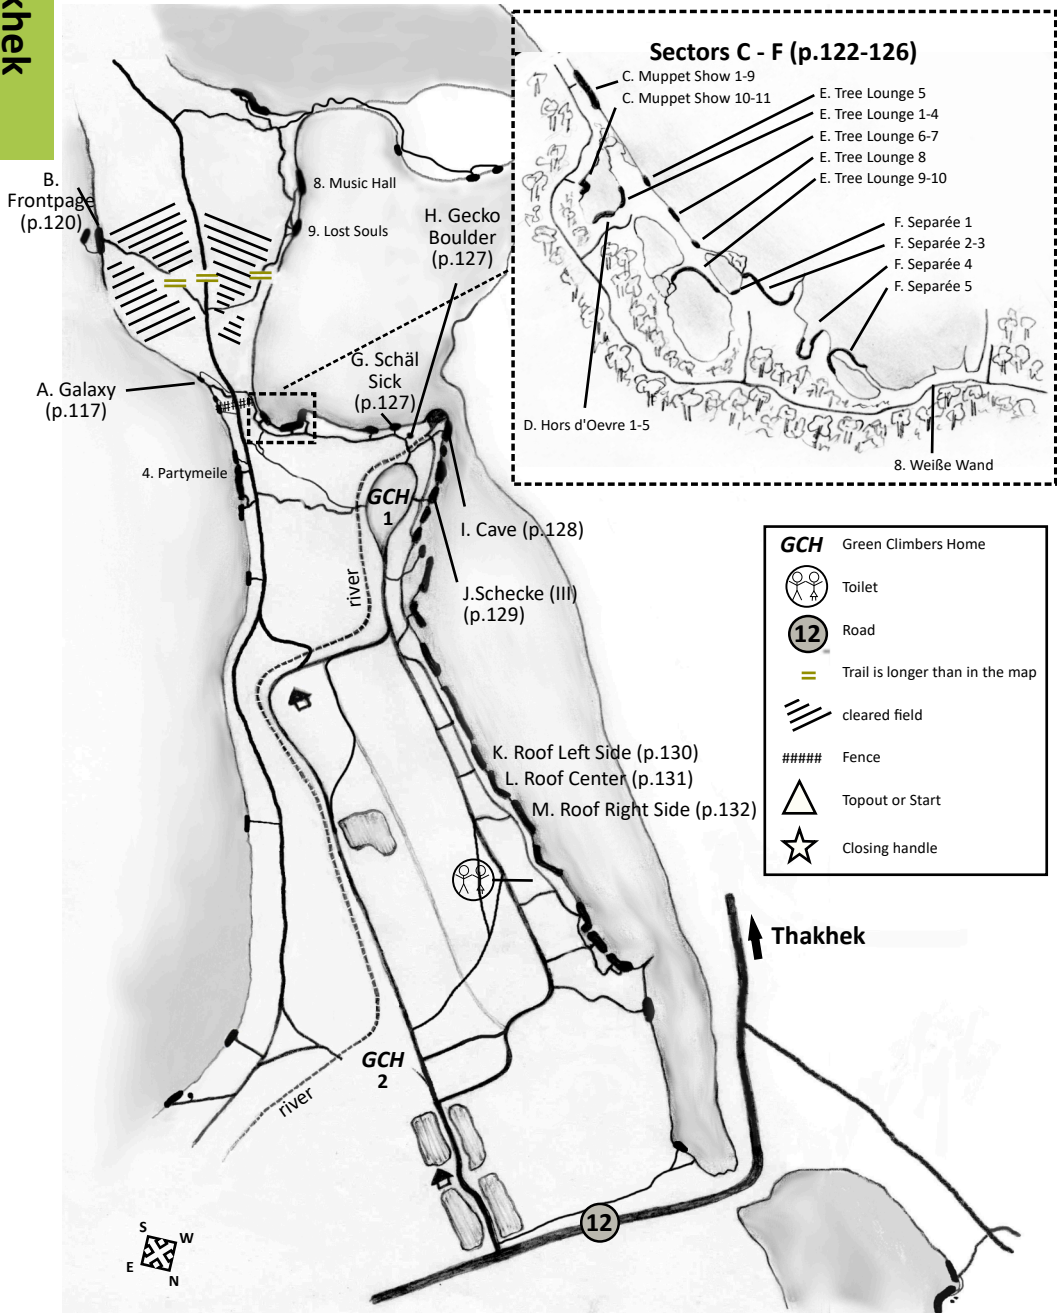 khek
Sectors C - F (p.122-126)
C. Muppet Show 1-9
C. Muppet Show 10-11
E. Tree Lounge 5
E. Tree Lounge 1-4
E. Tree Lounge 6-7
E. Tree Lounge 8
E. Tree Lounge 9-10
F. Separée 1
F. Separée 2-3
F. Separée 4
F. Separée 5
D. Hors d'Oevre 1-5
8. Weiße Wand
B.
Frontpage
(p.120)
8. Music Hall
9. Lost Souls
H. Gecko
Boulder
(p.127)
G. Schäl
Sick
(p.127)
A. Galaxy
(p.117)
4. Partymeile
GCH
1
I. Cave (p.128)
river
J.Schecke (III)
(p.129)
K. Roof Left Side (p.130)
L. Roof Center (p.131)
M. Roof Right Side (p.132)
GCH Green Climbers Home
Toilet
12 Road
Trail is longer than in the map
cleared field
##### Fence
Topout or Start
Closing handle
Thakhek
GCH
2
river
12
S
W
E
N